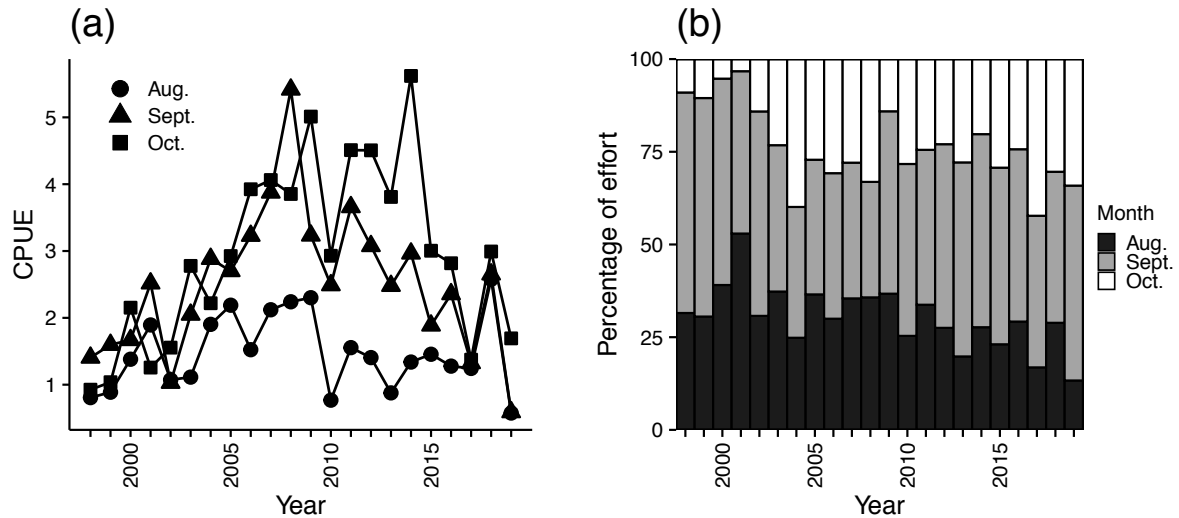 (a)
Aug.
Sept.
Oct.
CPUE
5
4
3
2
1
2000
2005
2010
2015
Year
(b)
Percentage of effort
100
75
50
25
0
2000
2005
2010
2015
Year
Month
Aug.
Sept.
Oct.